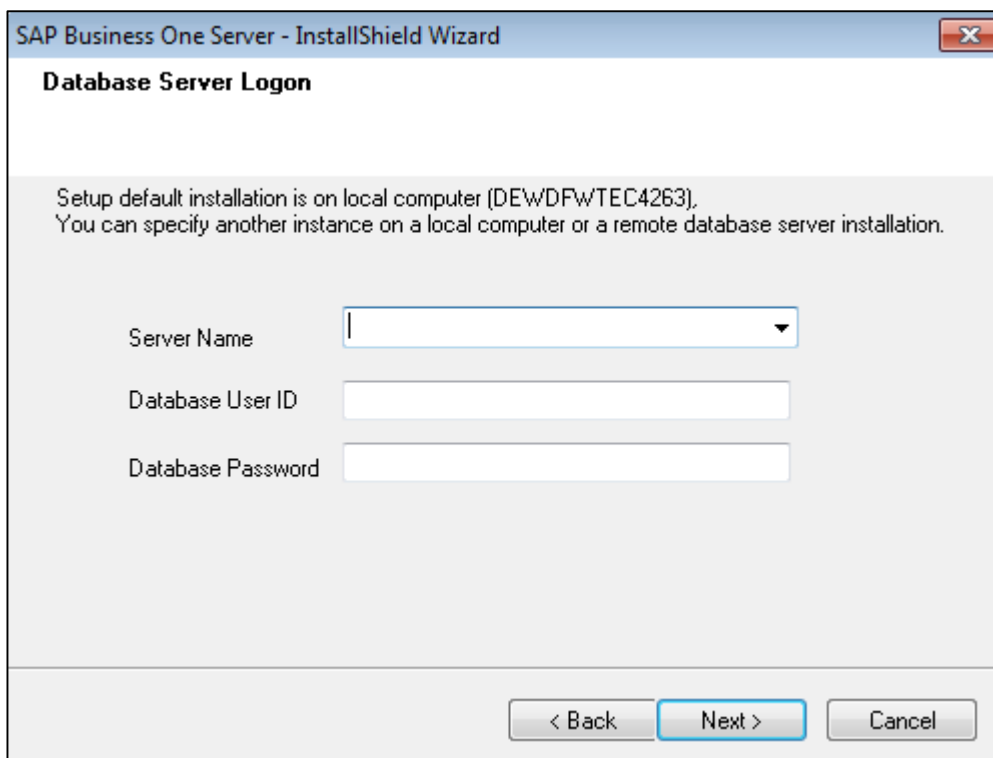 SAP Business One Server - InstallShield Wizard
Database Server Logon
Setup default installation is on local computer (DEWDFWTEC4263),
You can specify another instance on a local computer or a remote database server installation.
Server Name
Database User ID
Database Password
< Back Next > Cancel